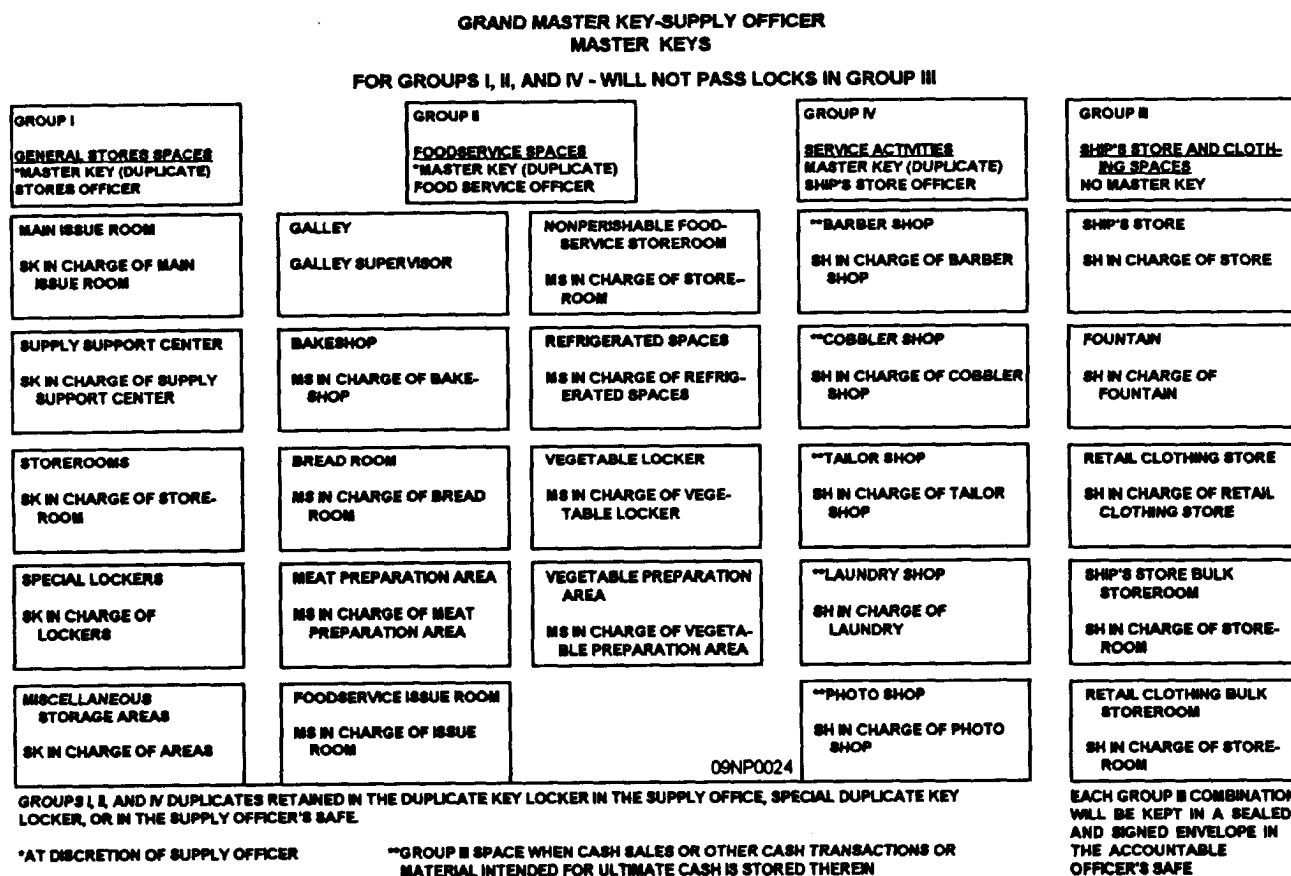 GRAND MASTER KEY-SUPPLY OFFICER
MASTER KEYS
FOR GROUPS I, II, AND IV - WILL NOT PASS LOCKS IN GROUP III
GROUP I
GENERAL STORES SPACES
*MASTER KEY (DUPLICATE)
STORES OFFICER
MAIN ISSUE ROOM
SK IN CHARGE OF MAIN
ISSUE ROOM
SUPPLY SUPPORT CENTER
SK IN CHARGE OF SUPPLY
SUPPORT CENTER
STOREROOMS
SK IN CHARGE OF STORE-
ROOM
SPECIAL LOCKERS
SK IN CHARGE OF
LOCKERS
MISCELLANEOUS
STORAGE AREAS
SK IN CHARGE OF AREAS
GROUP II
FOODSERVICE SPACES
*MASTER KEY (DUPLICATE)
FOOD SERVICE OFFICER
GALLEY
GALLEY SUPERVISOR
BAKESHOP
MS IN CHARGE OF BAKE-
SHOP
BREAD ROOM
MS IN CHARGE OF BREAD
ROOM
MEAT PREPARATION AREA
MS IN CHARGE OF MEAT
PREPARATION AREA
FOODSERVICE ISSUE ROOM
MS IN CHARGE OF ISSUE
ROOM
NONPERISHABLE FOOD-
SERVICE STOREROOM
MS IN CHARGE OF STORE-
ROOM
REFRIGERATED SPACES
MS IN CHARGE OF REFRIG-
ERATED SPACES
VEGETABLE LOCKER
MS IN CHARGE OF VEGE-
TABLE LOCKER
VEGETABLE PREPARATION
AREA
MS IN CHARGE OF VEGETA-
BLE PREPARATION AREA
09NP0024
GROUP IV
SERVICE ACTIVITIES
MASTER KEY (DUPLICATE)
SHIP'S STORE OFFICER
**BARBER SHOP
SH IN CHARGE OF BARBER
SHOP
**COBBLER SHOP
SH IN CHARGE OF COBBLER
SHOP
**TAILOR SHOP
SH IN CHARGE OF TAILOR
SHOP
**LAUNDRY SHOP
SH IN CHARGE OF
LAUNDRY
**PHOTO SHOP
SH IN CHARGE OF PHOTO
SHOP
GROUP III
SHIP'S STORE AND CLOTH-
ING SPACES
NO MASTER KEY
SHIP'S STORE
SH IN CHARGE OF STORE
FOUNTAIN
SH IN CHARGE OF
FOUNTAIN
RETAIL CLOTHING STORE
SH IN CHARGE OF RETAIL
CLOTHING STORE
SHIP'S STORE BULK
STOREROOM
SH IN CHARGE OF STORE-
ROOM
RETAIL CLOTHING BULK
STOREROOM
SH IN CHARGE OF STORE-
ROOM
GROUPS I, II, AND IV DUPLICATES RETAINED IN THE DUPLICATE KEY LOCKER IN THE SUPPLY OFFICE, SPECIAL DUPLICATE KEY
LOCKER, OR IN THE SUPPLY OFFICER'S SAFE.
*AT DISCRETION OF SUPPLY OFFICER
**GROUP III SPACE WHEN CASH SALES OR OTHER CASH TRANSACTIONS OR
MATERIAL INTENDED FOR ULTIMATE CASH IS STORED THEREIN
EACH GROUP III COMBINATION
WILL BE KEPT IN A SEALED
AND SIGNED ENVELOPE IN
THE ACCOUNTABLE
OFFICER'S SAFE